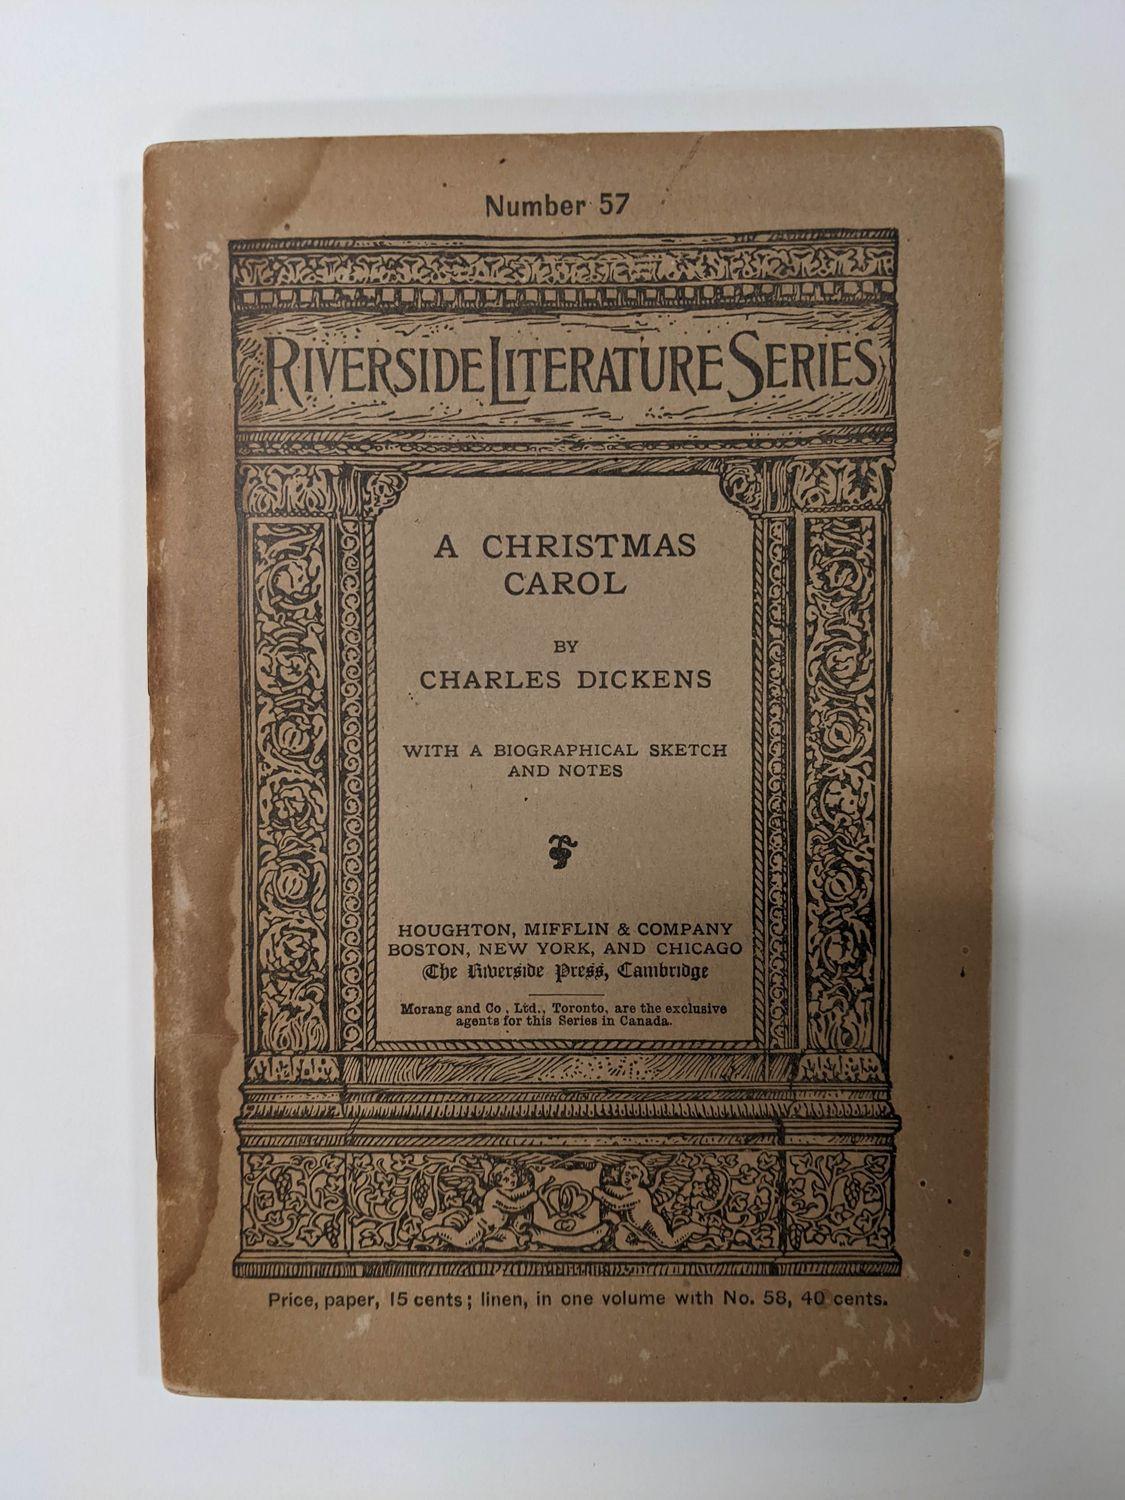 Number 57
RIVERSIDE LITERATURE SERIES
A CHRISTMAS
CAROL
BY
CHARLES DICKENS
WITH A BIOGRAPHICAL SKETCH
AND NOTES
HOUGHTON, MIFFLIN & COMPANY
BOSTON, NEW YORK, AND CHICAGO
The Riverside Press, Cambridge
Morang and Co., Ltd., Toronto, are the exclusive
agents for this Series in Canada.
Price, paper, 15 cents; linen, in one volume with No. 58, 40 cents.